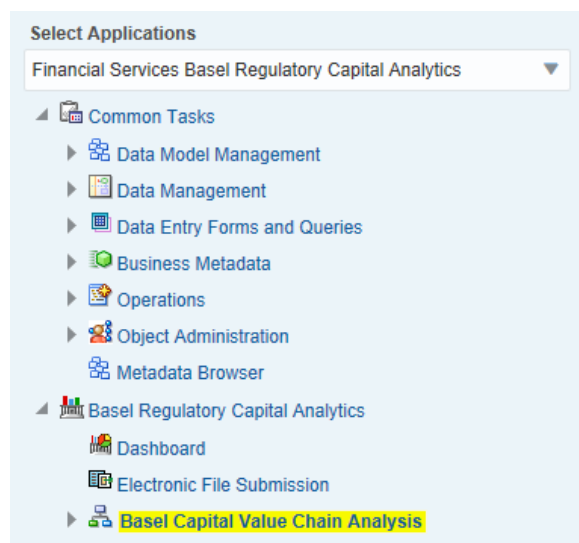 Select Applications
Financial Services Basel Regulatory Capital Analytics
Common Tasks
Data Model Management
Data Management
Data Entry Forms and Queries
Business Metadata
Operations
Object Administration
Metadata Browser
Basel Regulatory Capital Analytics
Dashboard
Electronic File Submission
Basel Capital Value Chain Analysis